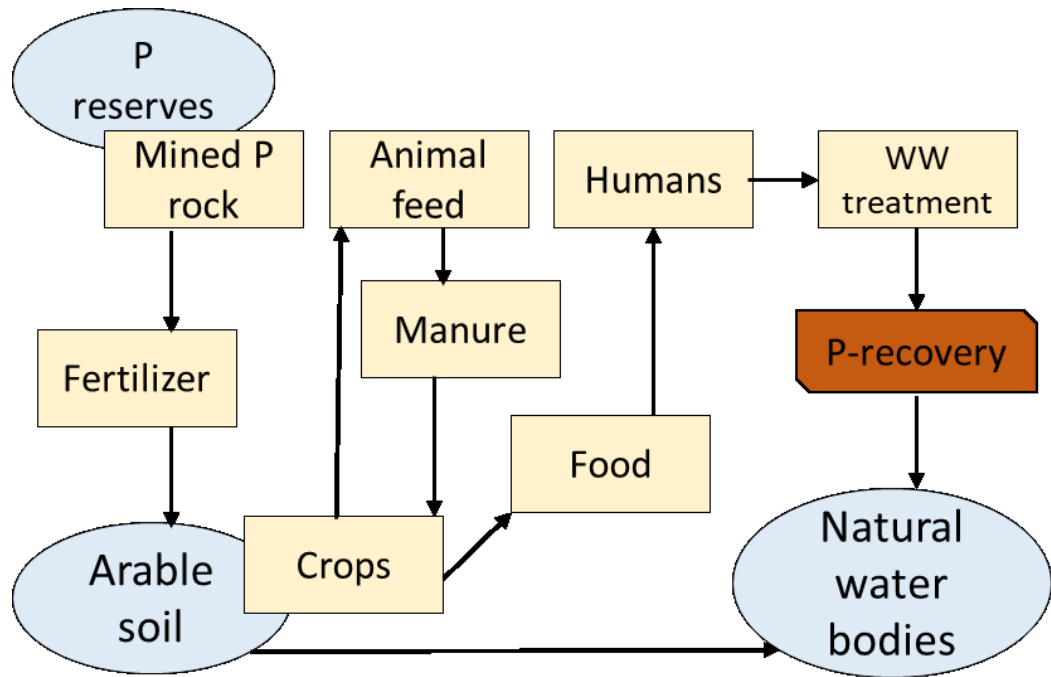 P
reserves
Mined P
rock
Animal
feed
Humans
WW
treatment
Manure
P-recovery
Fertilizer
Food
Crops
Arable
soil
Natural
water
bodies